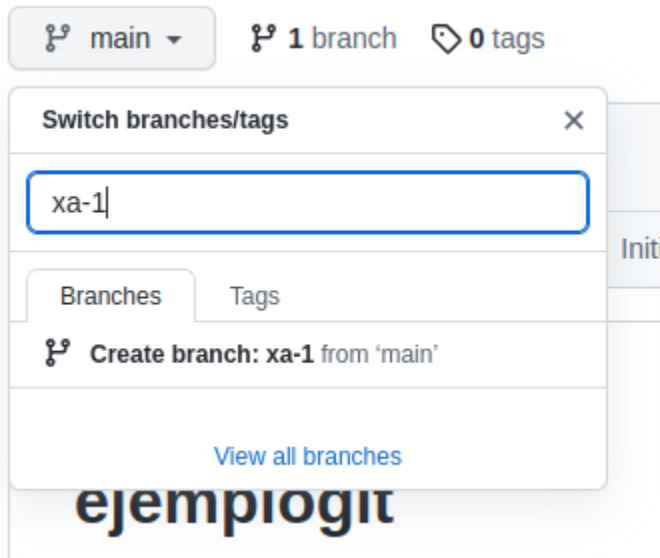 main 1 branch 0 tags
Switch branches/tags
xa-1
Branches Tags
Create branch: xa-1 from ‘main’
View all branches
ejemplogit